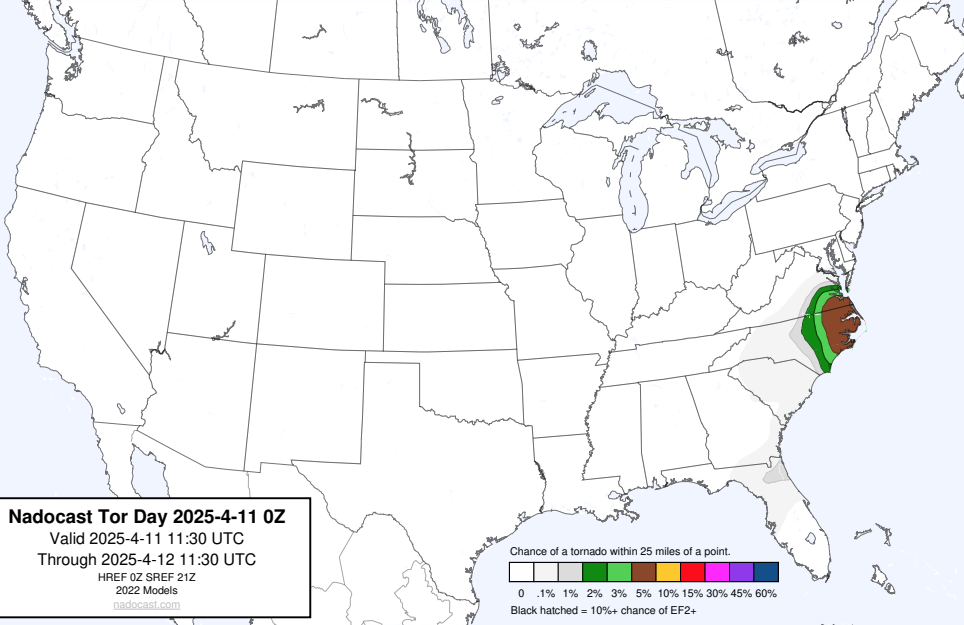 Nadocast Tor Day 2025-4-11 0Z
Valid 2025-4-11 11:30 UTC
Through 2025-4-12 11:30 UTC
HREF 0Z SREF 21Z
2022 Models
nadocast.com
Chance of a tornado within 25 miles of a point.
0 .1% 1% 2% 3% 5% 10% 15% 30% 45% 60%
Black hatched = 10%+ chance of EF2+